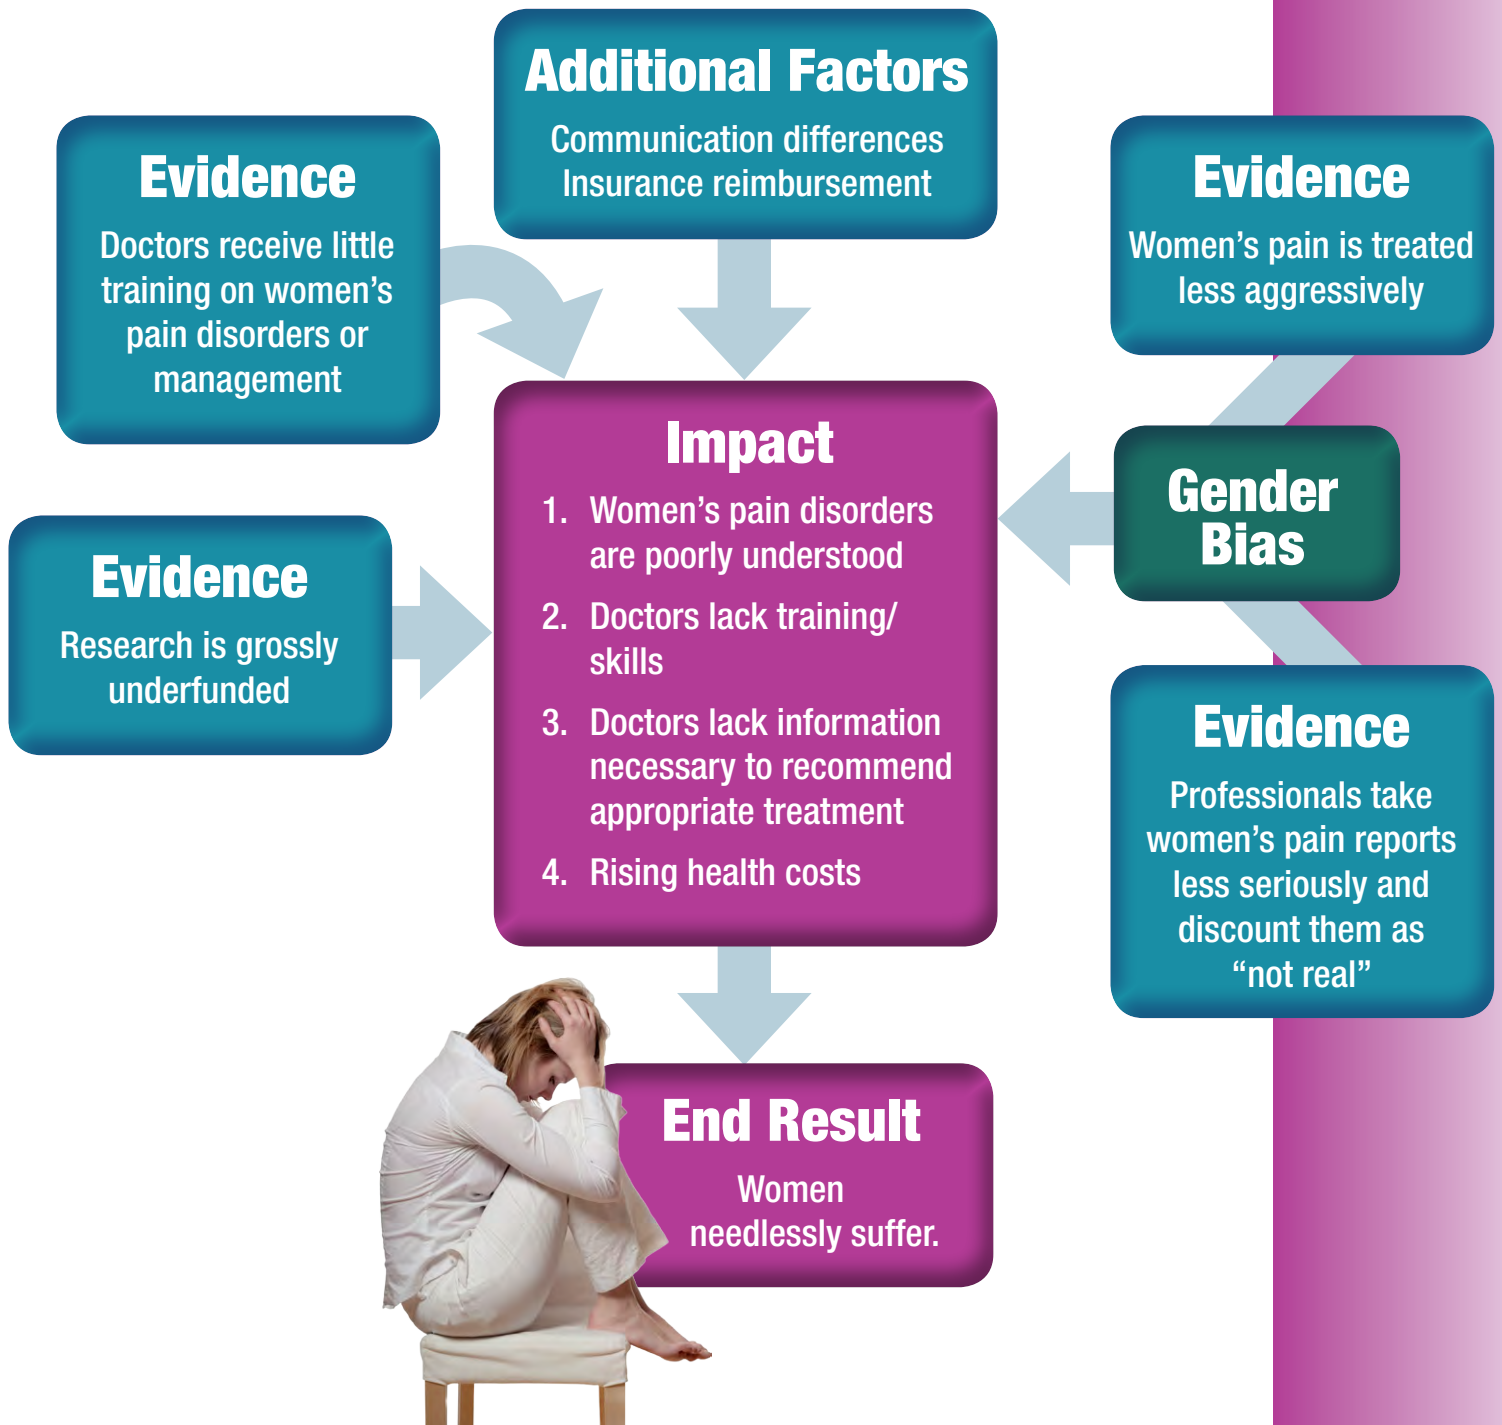 Additional Factors
Communication differences
Insurance reimbursement
Evidence
Doctors receive little
training on women’s
pain disorders or
management
Evidence
Women’s pain is treated
less aggressively
Impact
1. Women’s pain disorders
are poorly understood
2. Doctors lack training/
skills
3. Doctors lack information
necessary to recommend
appropriate treatment
4. Rising health costs
Gender
Bias
Evidence
Research is grossly
underfunded
Evidence
Professionals take
women’s pain reports
less seriously and
discount them as
“not real”
End Result
Women
needlessly suffer.